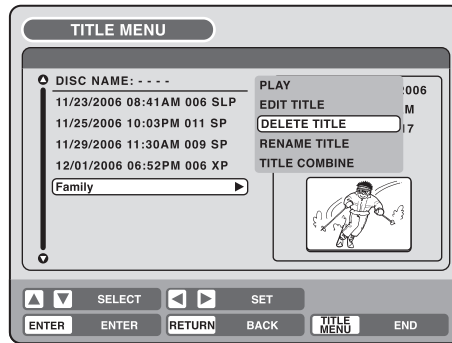 TITLE MENU
DISC NAME: - - - -
11/23/2006 08:41AM 006 SLP
11/25/2006 10:03PM 011 SP
11/29/2006 11:30AM 009 SP
12/01/2006 06:52PM 006 XP
Family
PLAY
EDIT TITLE
DELETE TITLE
RENAME TITLE
TITLE COMBINE
:006
M
17
SELECT SET
ENTER ENTER RETURN BACK TITLE MENU END